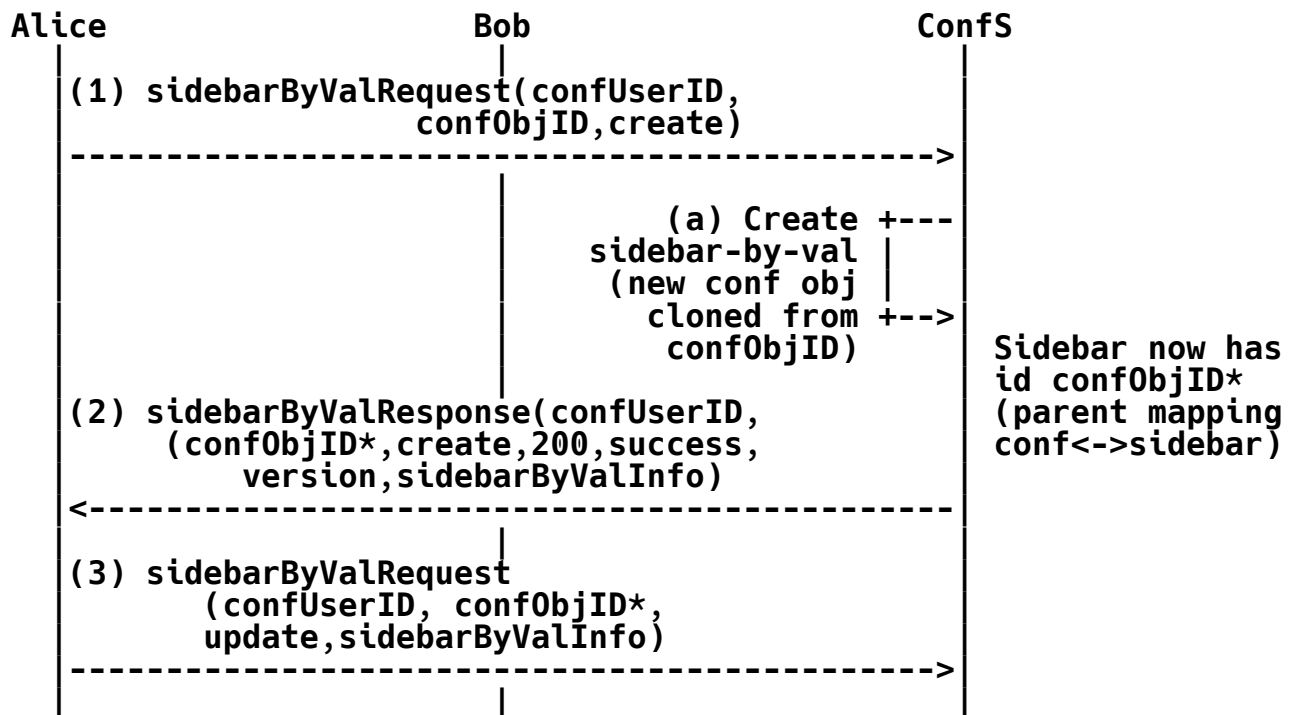 Alice Bob ConfS
(1) sidebarByValRequest(confUserID,
confObjID,create)
(a) Create
sidebar-by-val
(new conf obj
cloned from
confObjID) Sidebar now has
id confObjID*
(2) sidebarByValResponse(confUserID, (parent mapping
(confObjID*,create,200,success, conf<->sidebar)
version,sidebarByValInfo)
(3) sidebarByValRequest
(confUserID, confObjID*,
update,sidebarByValInfo)